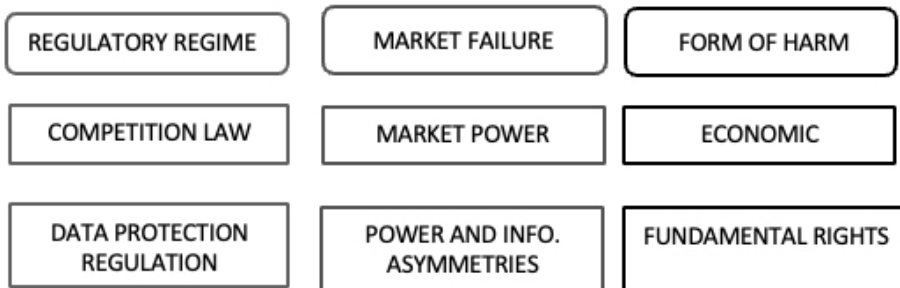 REGULATORY REGIME
MARKET FAILURE
FORM OF HARM
COMPETITION LAW
MARKET POWER
ECONOMIC
DATA PROTECTION
REGULATION
POWER AND INFO.
ASYMMETRIES
FUNDAMENTAL RIGHTS